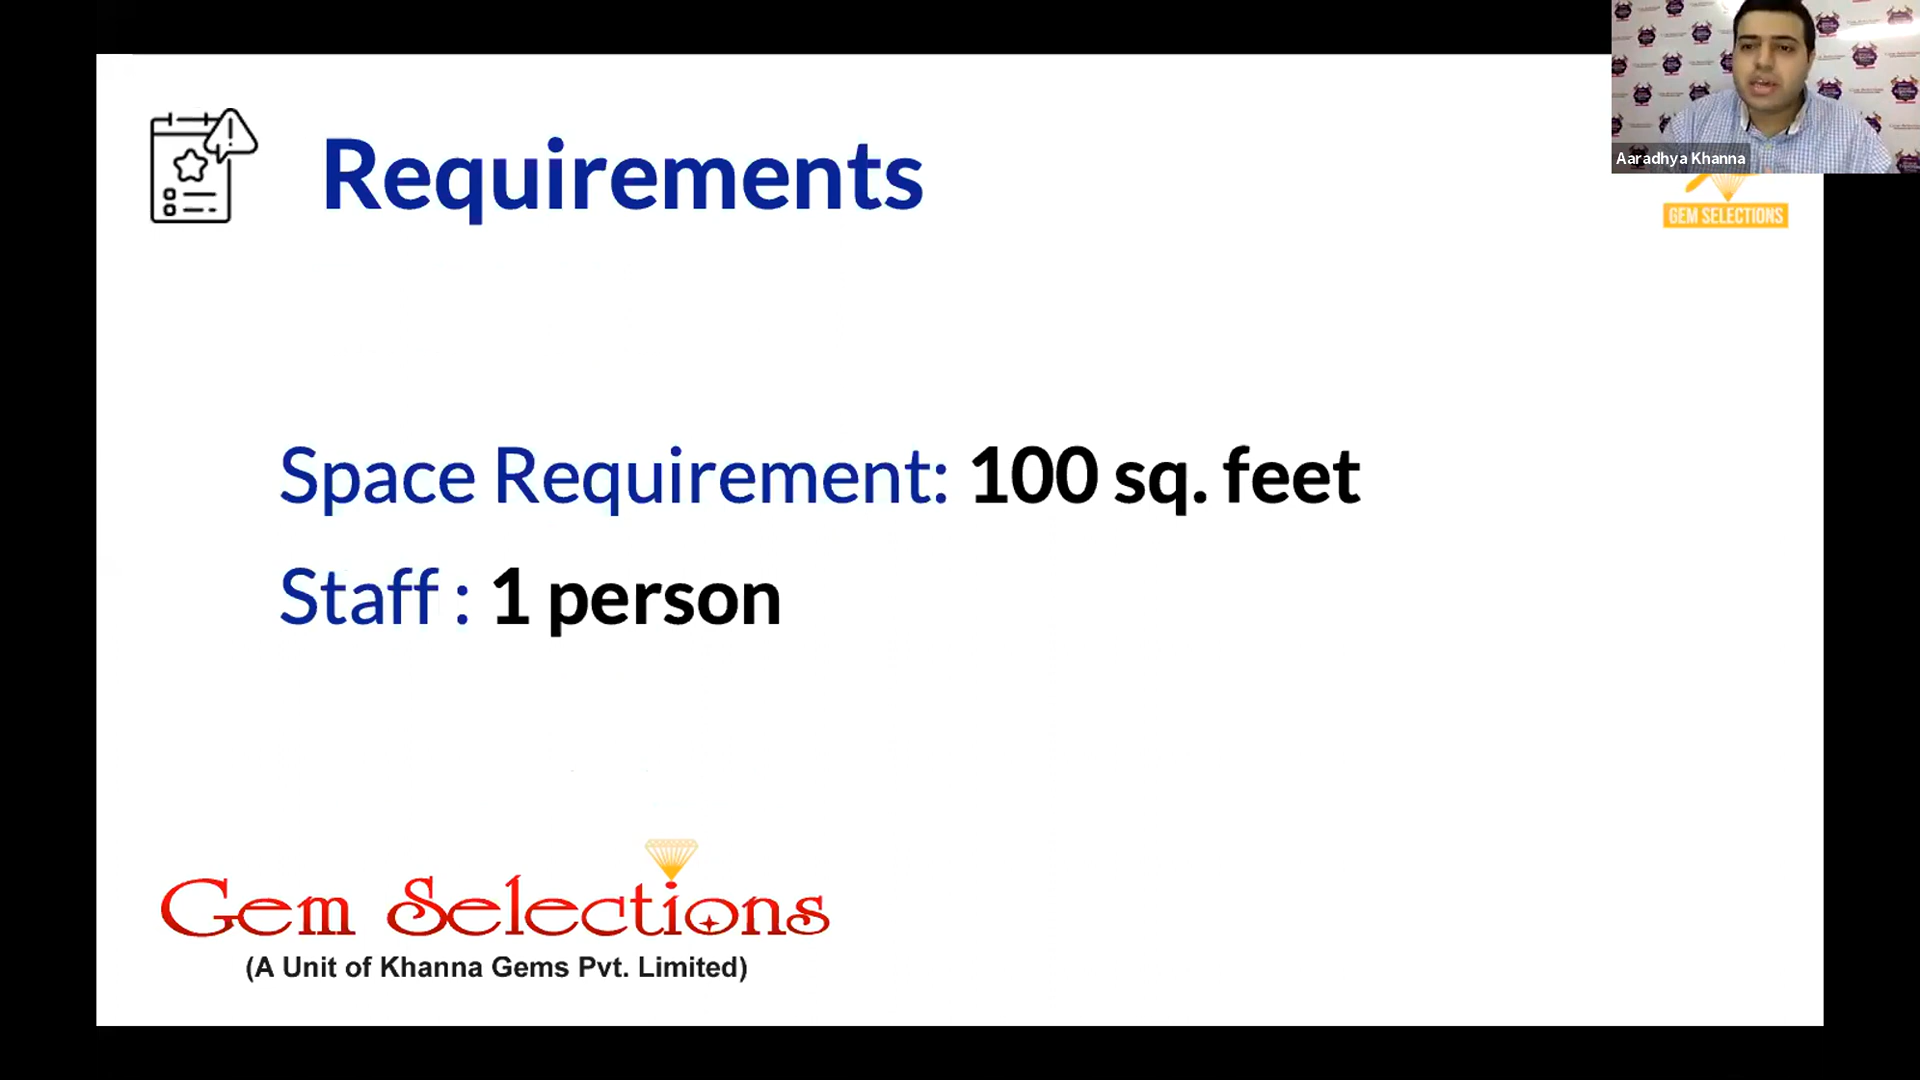 Requirements
Aaradhya Khanna
GEM SELECTIONS
Space Requirement: 100 sq. feet
Staff : 1 person
Gem Selections
(A Unit of Khanna Gems Pvt. Limited)